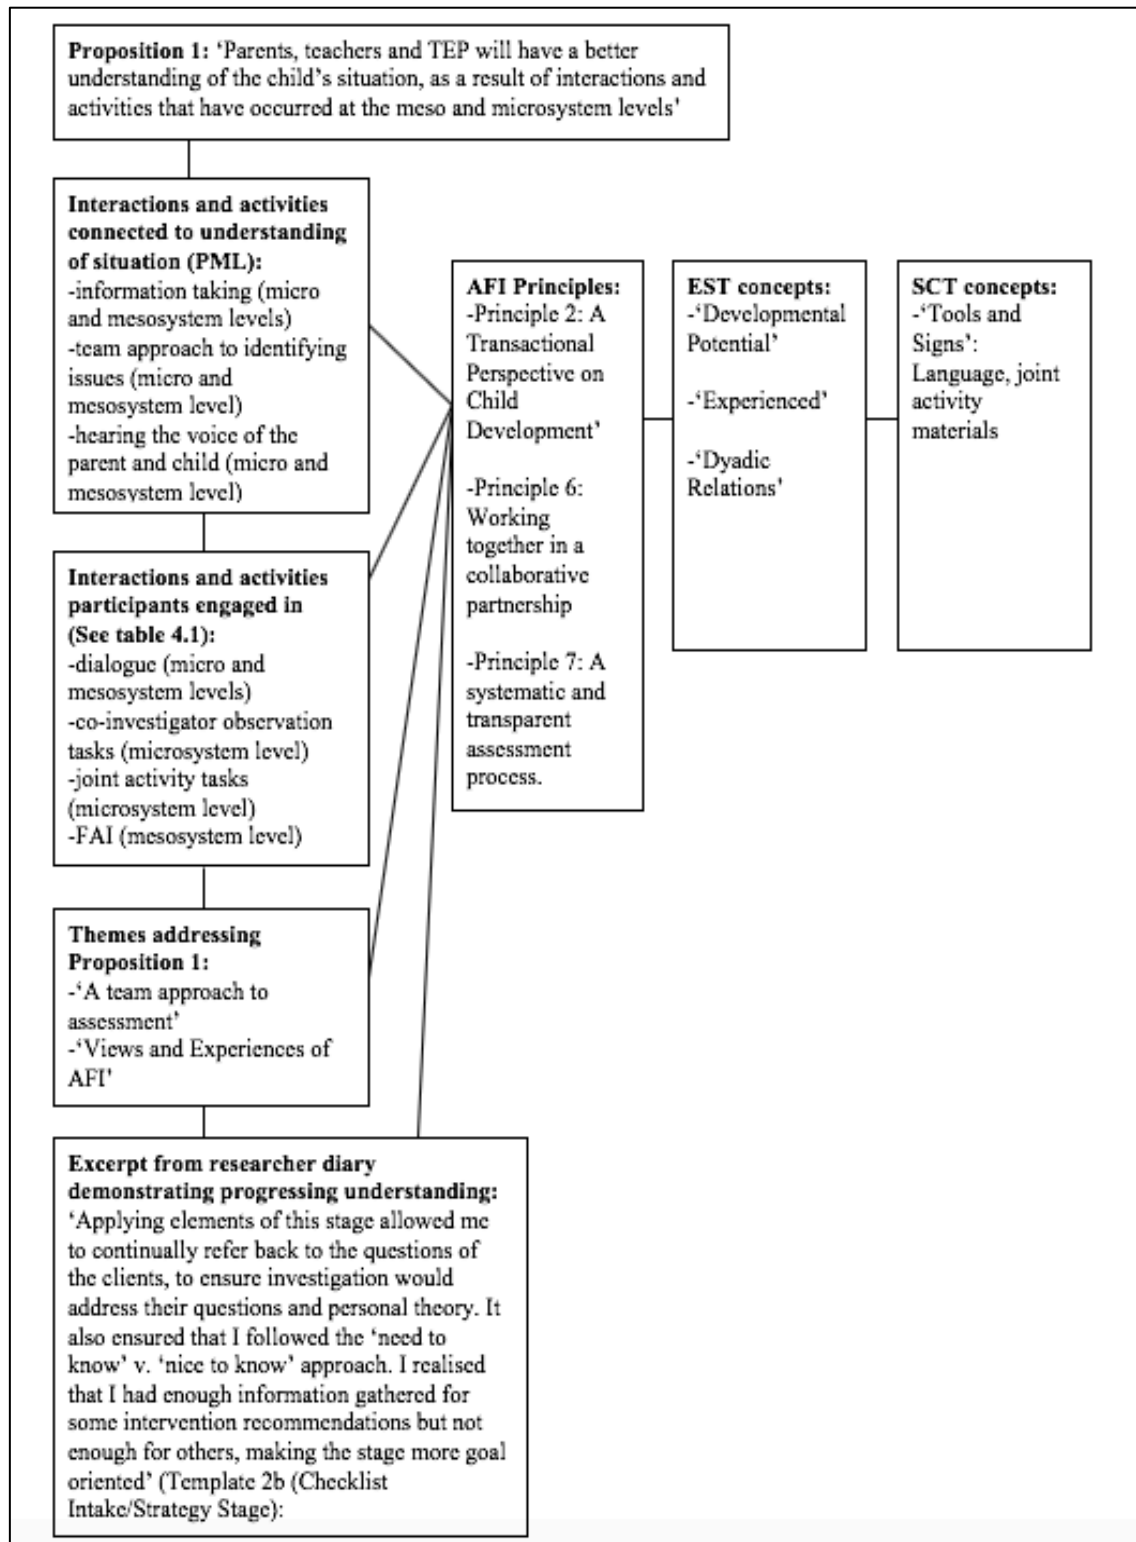 Proposition 1: ‘Parents, teachers and TEP will have a better
understanding of the child’s situation, as a result of interactions and
activities that have occurred at the meso and microsystem levels’
Interactions and activities
connected to understanding
of situation (PML):
-information taking (micro
and mesosystem levels)
-team approach to identifying
issues (micro and
mesosystem level)
-hearing the voice of the
parent and child (micro and
mesosystem level)
Interactions and activities
participants engaged in
(See table 4.1):
-dialogue (micro and
mesosystem levels)
-co-investigator observation
tasks (microsystem level)
-joint activity tasks
(microsystem level)
-FAI (mesosystem level)
Themes addressing
Proposition 1:
-‘A team approach to
assessment’
-‘Views and Experiences of
AFI’
Excerpt from researcher diary
demonstrating progressing understanding:
‘Applying elements of this stage allowed me
to continually refer back to the questions of
the clients, to ensure investigation would
address their questions and personal theory. It
also ensured that I followed the ‘need to
know’ v. ‘nice to know’ approach. I realised
that I had enough information gathered for
some intervention recommendations but not
enough for others, making the stage more goal
oriented’ (Template 2b (Checklist
Intake/Strategy Stage):
AFI Principles:
-Principle 2: A
Transactional
Perspective on
Child
Development’
-Principle 6:
Working
together in a
collaborative
partnership
-Principle 7: A
systematic and
transparent
assessment
process.
EST concepts:
-‘Developmental
Potential’
-‘Experienced’
-‘Dyadic
Relations’
SCT concepts:
-‘Tools and
Signs’:
Language, joint
activity
materials